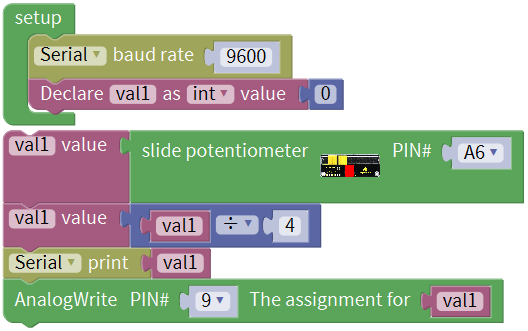 setup
Serial baud rate 9600
Declare val1 as int value 0
val1 value slide potentiometer PIN# A6
val1 value val1 ÷ 4
Serial print val1
AnalogWrite PIN# 9 The assignment for val1